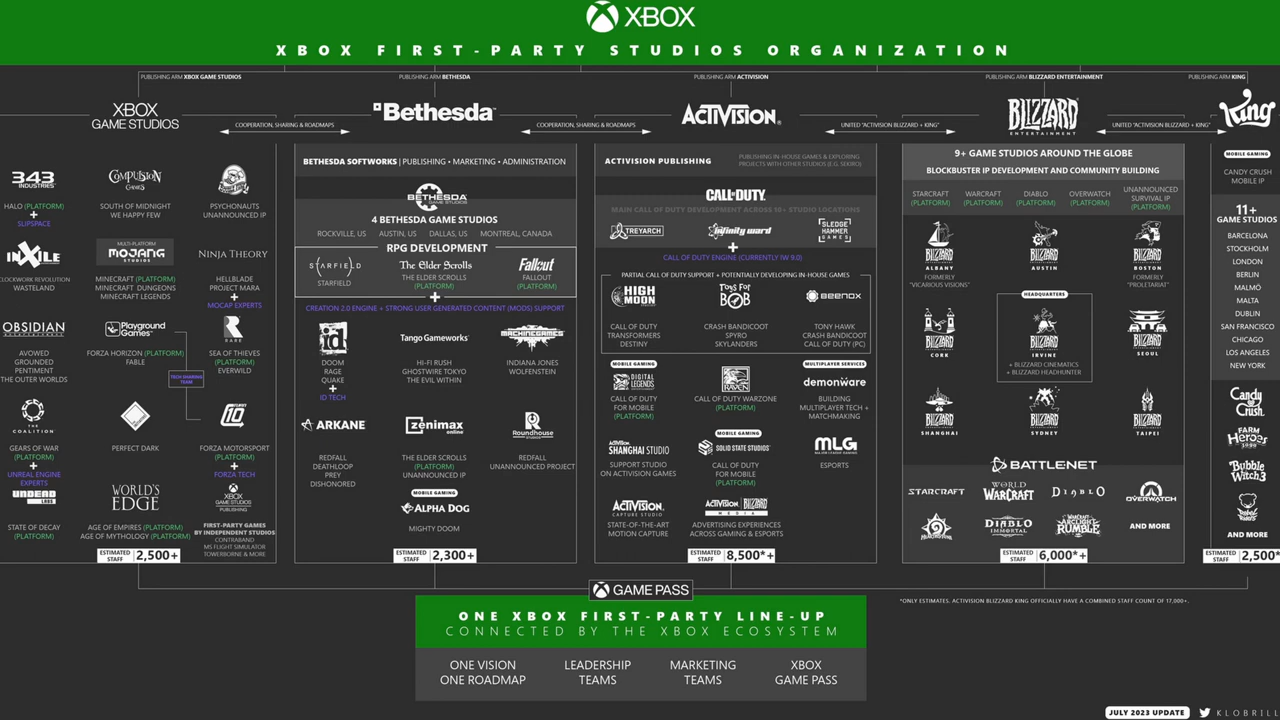 XBOX
XBOX FIRST-PARTY STUDIOS ORGANIZATION
PUBLISHING ARM XBOX GAME STUDIOS
XBOX
GAME STUDIOS
COOPERATION, SHARING & ROADMAPS
343
INDUSTRIES
HALO (PLATFORM)
+
SLIPSPACE
COMPULSION
GAMES
SOUTH OF MIDNIGHT
WE HAPPY FEW
PSYCHONAUTS
UNANNOUNCED IP
INXILE
CLOCKWORK REVOLUTION
WASTELAND
MULTI-PLATFORM
MOJANG
STUDIOS
MINECRAFT (PLATFORM)
MINECRAFT DUNGEONS
MINECRAFT LEGENDS
NINJA THEORY
HELLBLADE
PROJECT MARA
+
MOCAP EXPERTS
OBSIDIAN
AVOWED
GROUNDED
PENTIMENT
THE OUTER WORLDS
Playground
Games
FORZA HORIZON (PLATFORM)
FABLE
TECH SHARING
TEAM
RARE
SEA OF THIEVES
(PLATFORM)
EVERWILD
THE
COALITION
GEARS OF WAR
(PLATFORM)
+
UNREAL ENGINE
EXPERTS
PERFECT DARK
FORZA MOTORSPORT
(PLATFORM)
+
FORZA TECH
UNDEAD
LABS
STATE OF DECAY
(PLATFORM)
WORLD'S
EDGE
AGE OF EMPIRES (PLATFORM)
AGE OF MYTHOLOGY (PLATFORM)
XBOX
GAME STUDIOS
PUBLISHING
FIRST-PARTY GAMES
BY INDEPENDENT STUDIOS
CONTRABAND
MS FLIGHT SIMULATOR
TOWERBORNE & MORE
ESTIMATED
STAFF
2,500+
PUBLISHING ARM BETHESDA
Bethesda
COOPERATION, SHARING & ROADMAPS
BETHESDA SOFTWORKS | PUBLISHING • MARKETING • ADMINISTRATION
BETHESDA
GAME STUDIOS
4 BETHESDA GAME STUDIOS
ROCKVILLE, US AUSTIN, US DALLAS, US MONTREAL, CANADA
RPG DEVELOPMENT
STARFIELD
STARFIELD
The Elder Scrolls
THE ELDER SCROLLS
(PLATFORM)
Fallout
FALLOUT
(PLATFORM)
+
CREATION 2.0 ENGINE + STRONG USER GENERATED CONTENT (MODS) SUPPORT
id
DOOM
RAGE
QUAKE
+
ID TECH
Tango Gameworks
HI-FI RUSH
GHOSTWIRE TOKYO
THE EVIL WITHIN
MACHINEGAMES
INDIANA JONES
WOLFENSTEIN
ARKANE
REDFALL
DEATHLOOP
PREY
DISHONORED
zenimax
online
THE ELDER SCROLLS
(PLATFORM)
UNANNOUNCED IP
Roundhouse
STUDIOS
REDFALL
UNANNOUNCED PROJECT
MOBILE GAMING
ALPHA DOG
MIGHTY DOOM
ESTIMATED
STAFF
2,300+
PUBLISHING ARM ACTIVISION
ACTIVISION
UNITED "ACTIVISION BLIZZARD + KING"
ACTIVISION PUBLISHING
PUBLISHING IN-HOUSE GAMES & EXPLORING
PROJECTS WITH OTHER STUDIOS (E.G. SEKIRO)
CALL OF DUTY
MAIN CALL OF DUTY DEVELOPMENT ACROSS 10+ STUDIO LOCATIONS
TREYARCH
infinity ward
SLEDGE
HAMMER
GAMES
+
CALL OF DUTY ENGINE (CURRENTLY IW 9.0)
PARTIAL CALL OF DUTY SUPPORT + POTENTIALLY DEVELOPING IN-HOUSE GAMES
HIGH
MOON
CALL OF DUTY
TRANSFORMERS
DESTINY
TOYS FOR
BOB
CRASH BANDICOOT
SPYRO
SKYLANDERS
BEENOX
TONY HAWK
CRASH BANDICOOT
CALL OF DUTY (PC)
MOBILE GAMING
DIGITAL
LEGENDS
CALL OF DUTY
FOR MOBILE
(PLATFORM)
RAVEN
CALL OF DUTY WARZONE
(PLATFORM)
MULTIPLAYER SERVICES
demonware
BUILDING
MULTIPLAYER TECH +
MATCHMAKING
ACTIVISION
SHANGHAI STUDIO
SUPPORT STUDIO
ON ACTIVISION GAMES
MOBILE GAMING
SOLID STATE STUDIOS
CALL OF DUTY
FOR MOBILE
(PLATFORM)
MLG
MAJOR LEAGUE GAMING
ESPORTS
ACTIVISION
CAPTURE STUDIO
STATE-OF-THE-ART
MOTION CAPTURE
ACTIVISION BLIZZARD
MEDIA
ADVERTISING EXPERIENCES
ACROSS GAMING & ESPORTS
ESTIMATED
STAFF
8,500*+
PUBLISHING ARM BLIZZARD ENTERTAINMENT
BLIZZARD
ENTERTAINMENT
UNITED "ACTIVISION BLIZZARD + KING"
9+ GAME STUDIOS AROUND THE GLOBE
BLOCKBUSTER IP DEVELOPMENT AND COMMUNITY BUILDING
STARCRAFT
(PLATFORM)
WARCRAFT
(PLATFORM)
DIABLO
(PLATFORM)
OVERWATCH
(PLATFORM)
UNANNOUNCED
SURVIVAL IP
(PLATFORM)
BLIZZARD
ALBANY
FORMERLY
"VICARIOUS VISIONS"
BLIZZARD
AUSTIN
BLIZZARD
BOSTON
FORMERLY
"PROLETARIAT"
HEADQUARTERS
BLIZZARD
CORK
BLIZZARD
IRVINE
+ BLIZZARD CINEMATICS
+ BLIZZARD HEADHUNTER
BLIZZARD
SEOUL
BLIZZARD
SHANGHAI
BLIZZARD
SYDNEY
BLIZZARD
TAIPEI
BATTLENET
STARCRAFT
WORLD
WARCRAFT
DIABLO
OVERWATCH
HEARTHSTONE
DIABLO
IMMORTAL
WARCRAFT
ARCLIGHT
RUMBLE
AND MORE
ESTIMATED
STAFF
6,000*+
PUBLISHING ARM KING
King
MOBILE GAMING
CANDY CRUSH
MOBILE IP
11+
GAME STUDIOS
BARCELONA
STOCKHOLM
LONDON
BERLIN
MALMÖ
MALTA
DUBLIN
SAN FRANCISCO
CHICAGO
LOS ANGELES
NEW YORK
Candy
Crush
FARM
Heroes
Bubble
Witch3
AND MORE
ESTIMATED
STAFF
2,500*
GAME PASS
ONE XBOX FIRST-PARTY LINE-UP
CONNECTED BY THE XBOX ECOSYSTEM
ONE VISION
ONE ROADMAP
LEADERSHIP
TEAMS
MARKETING
TEAMS
XBOX
GAME PASS
*ONLY ESTIMATES. ACTIVISION BLIZZARD KING OFFICIALLY HAVE A COMBINED STAFF COUNT OF 17,000+.
JULY 2023 UPDATE
KLOBRILL